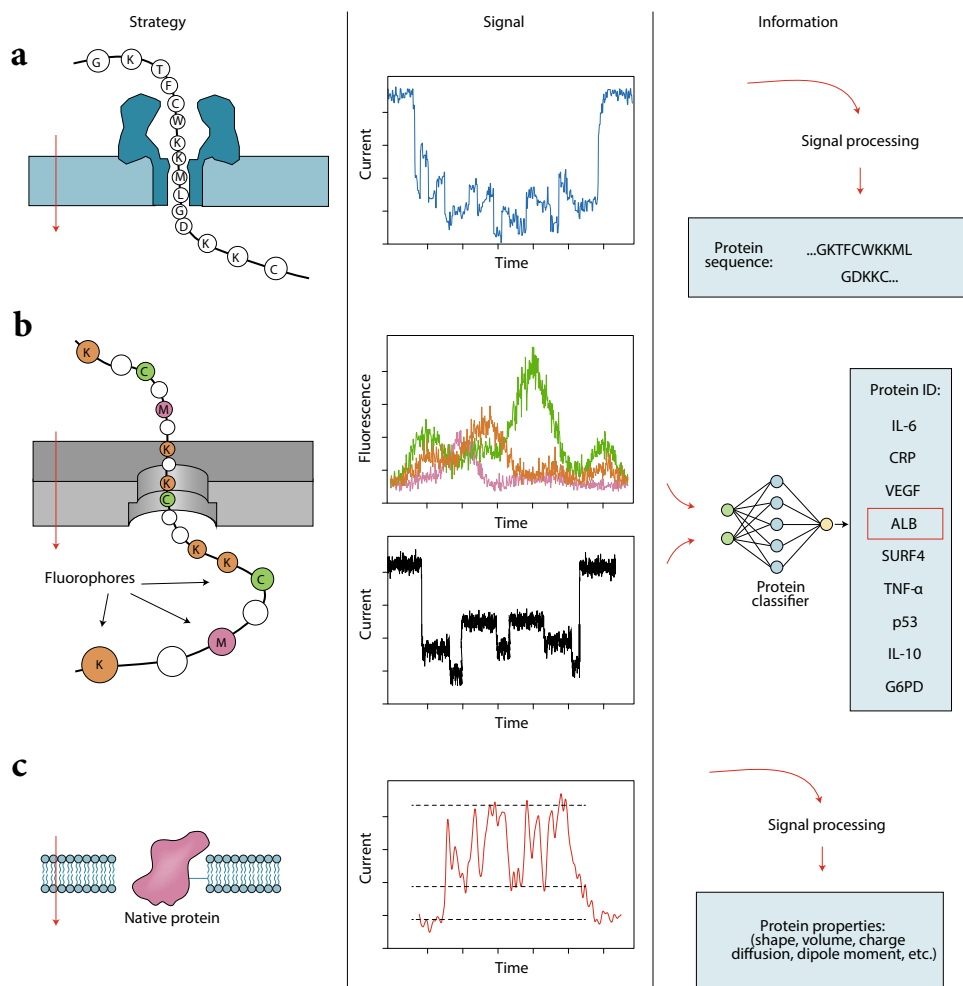 Strategy
Signal
Information
a
G
K
T
F
C
W
K
K
M
L
G
D
K
K
C
Current
Time
Signal processing
Protein
sequence:
...GKTFCWKKML
GDKKC...
b
K
C
M
K
K
C
K
K
C
M
K
Fluorophores
Fluorescence
Time
Current
Time
Protein
classifier
Protein ID:
IL-6
CRP
VEGF
ALB
SURF4
TNF-α
p53
IL-10
G6PD
c
Native protein
Current
Time
Signal processing
Protein properties:
(shape, volume, charge
diffusion, dipole moment, etc.)